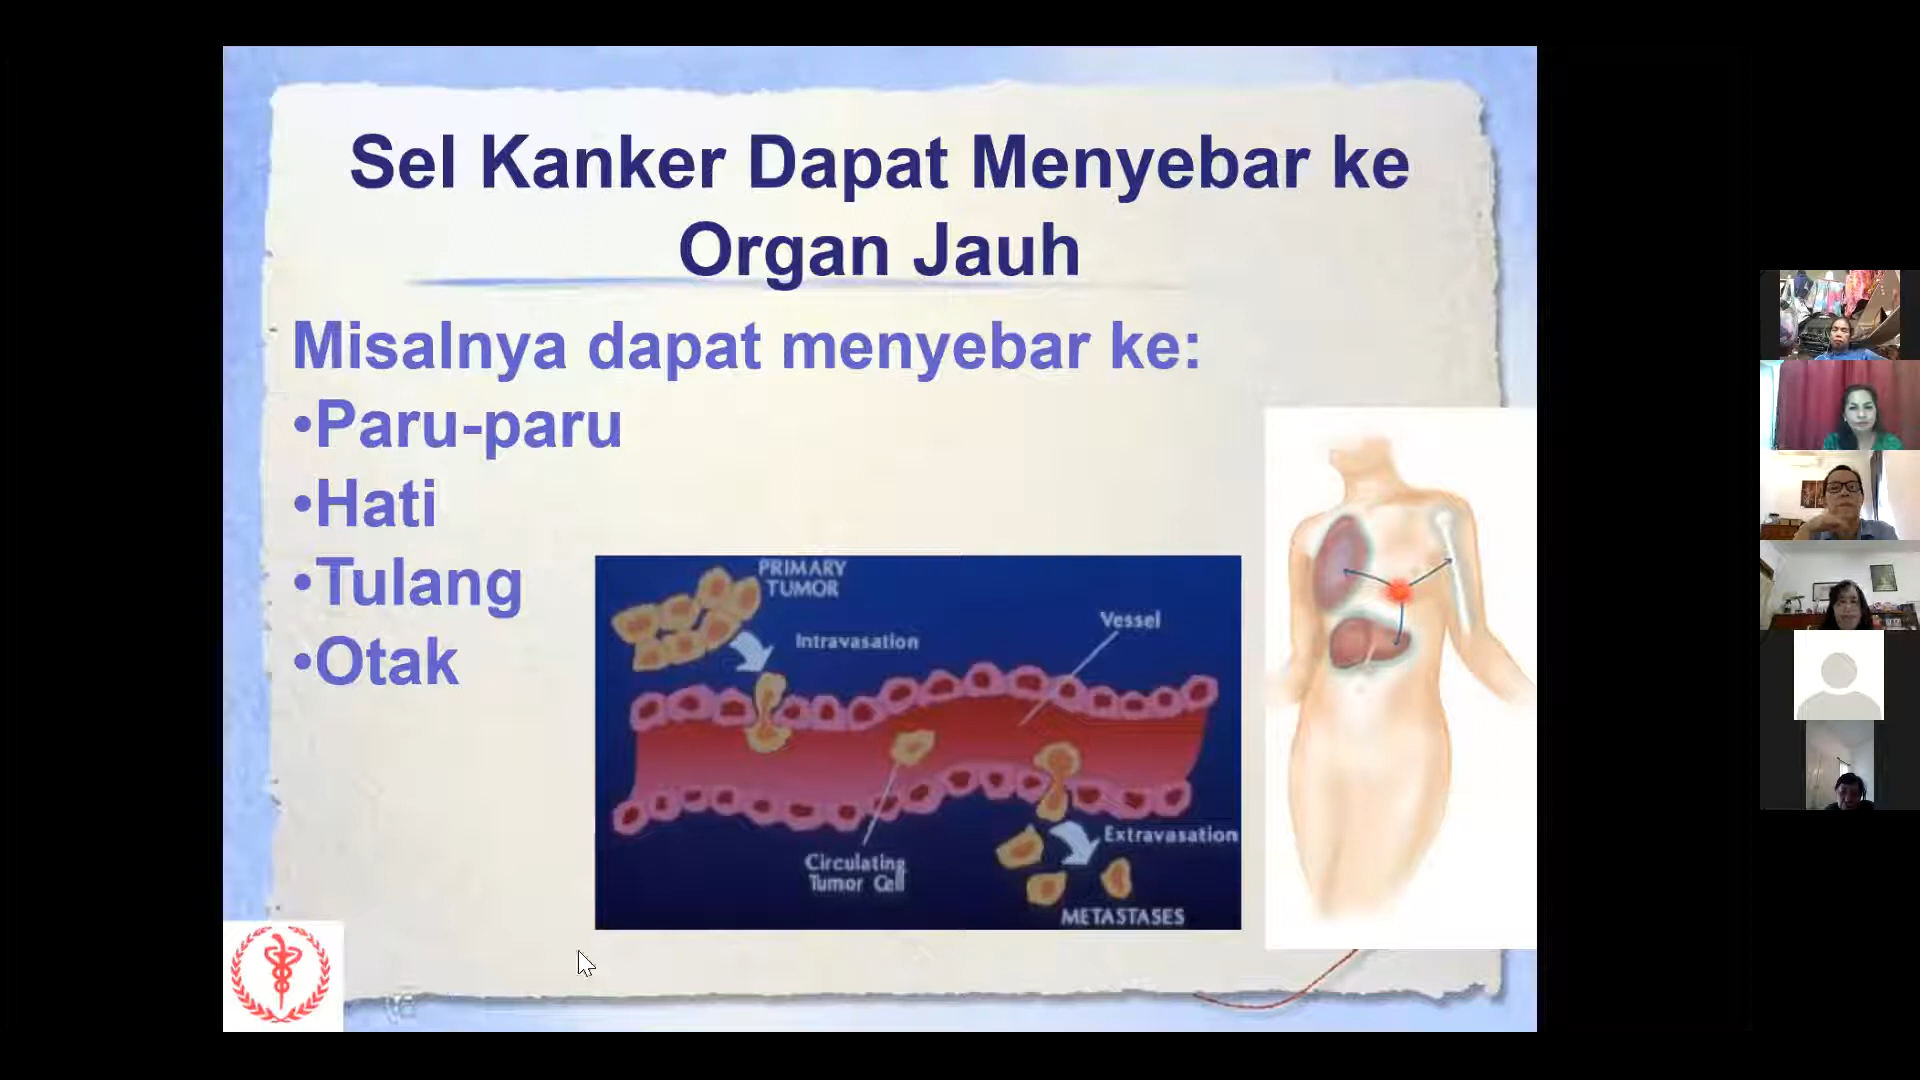 Sel Kanker Dapat Menyebar ke
Organ Jauh
Misalnya dapat menyebar ke:
•Paru-paru
•Hati
•Tulang
•Otak
PRIMARY
TUMOR
Intravasation
Vessel
Circulating
Tumor Cell
Extravasation
METASTASES